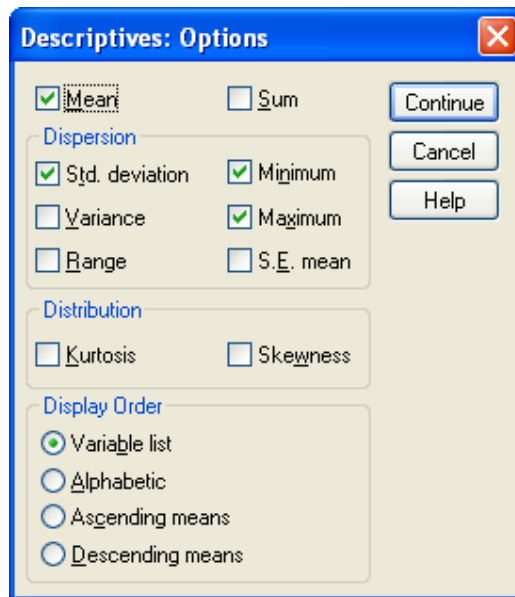 Descriptives: Options
Mean
Sum
Continue
Dispersion
Cancel
Std. deviation
Minimum
Help
Variance
Maximum
Range
S.E. mean
Distribution
Kurtosis
Skewness
Display Order
Variable list
Alphabetic
Ascending means
Descending means